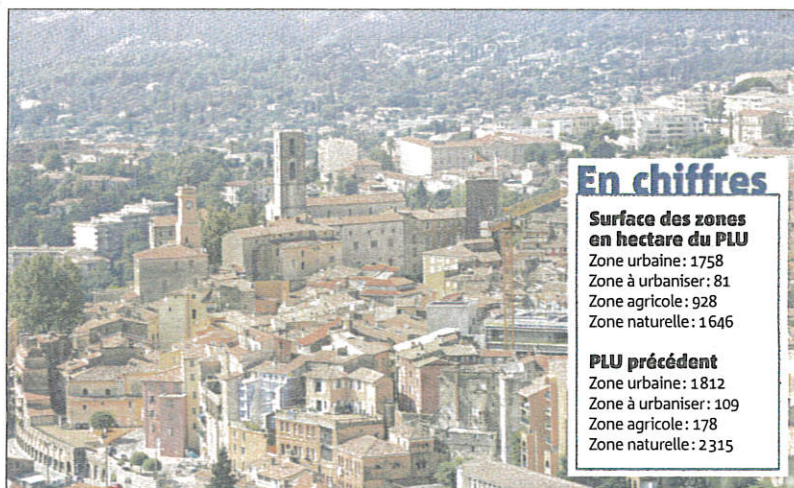 En chiffres
Surface des zones
en hectare du PLU
Zone urbaine: 1758
Zone à urbaniser: 81
Zone agricole: 928
Zone naturelle: 1646
PLU précédent
Zone urbaine: 1812
Zone à urbaniser: 109
Zone agricole: 178
Zone naturelle: 2315